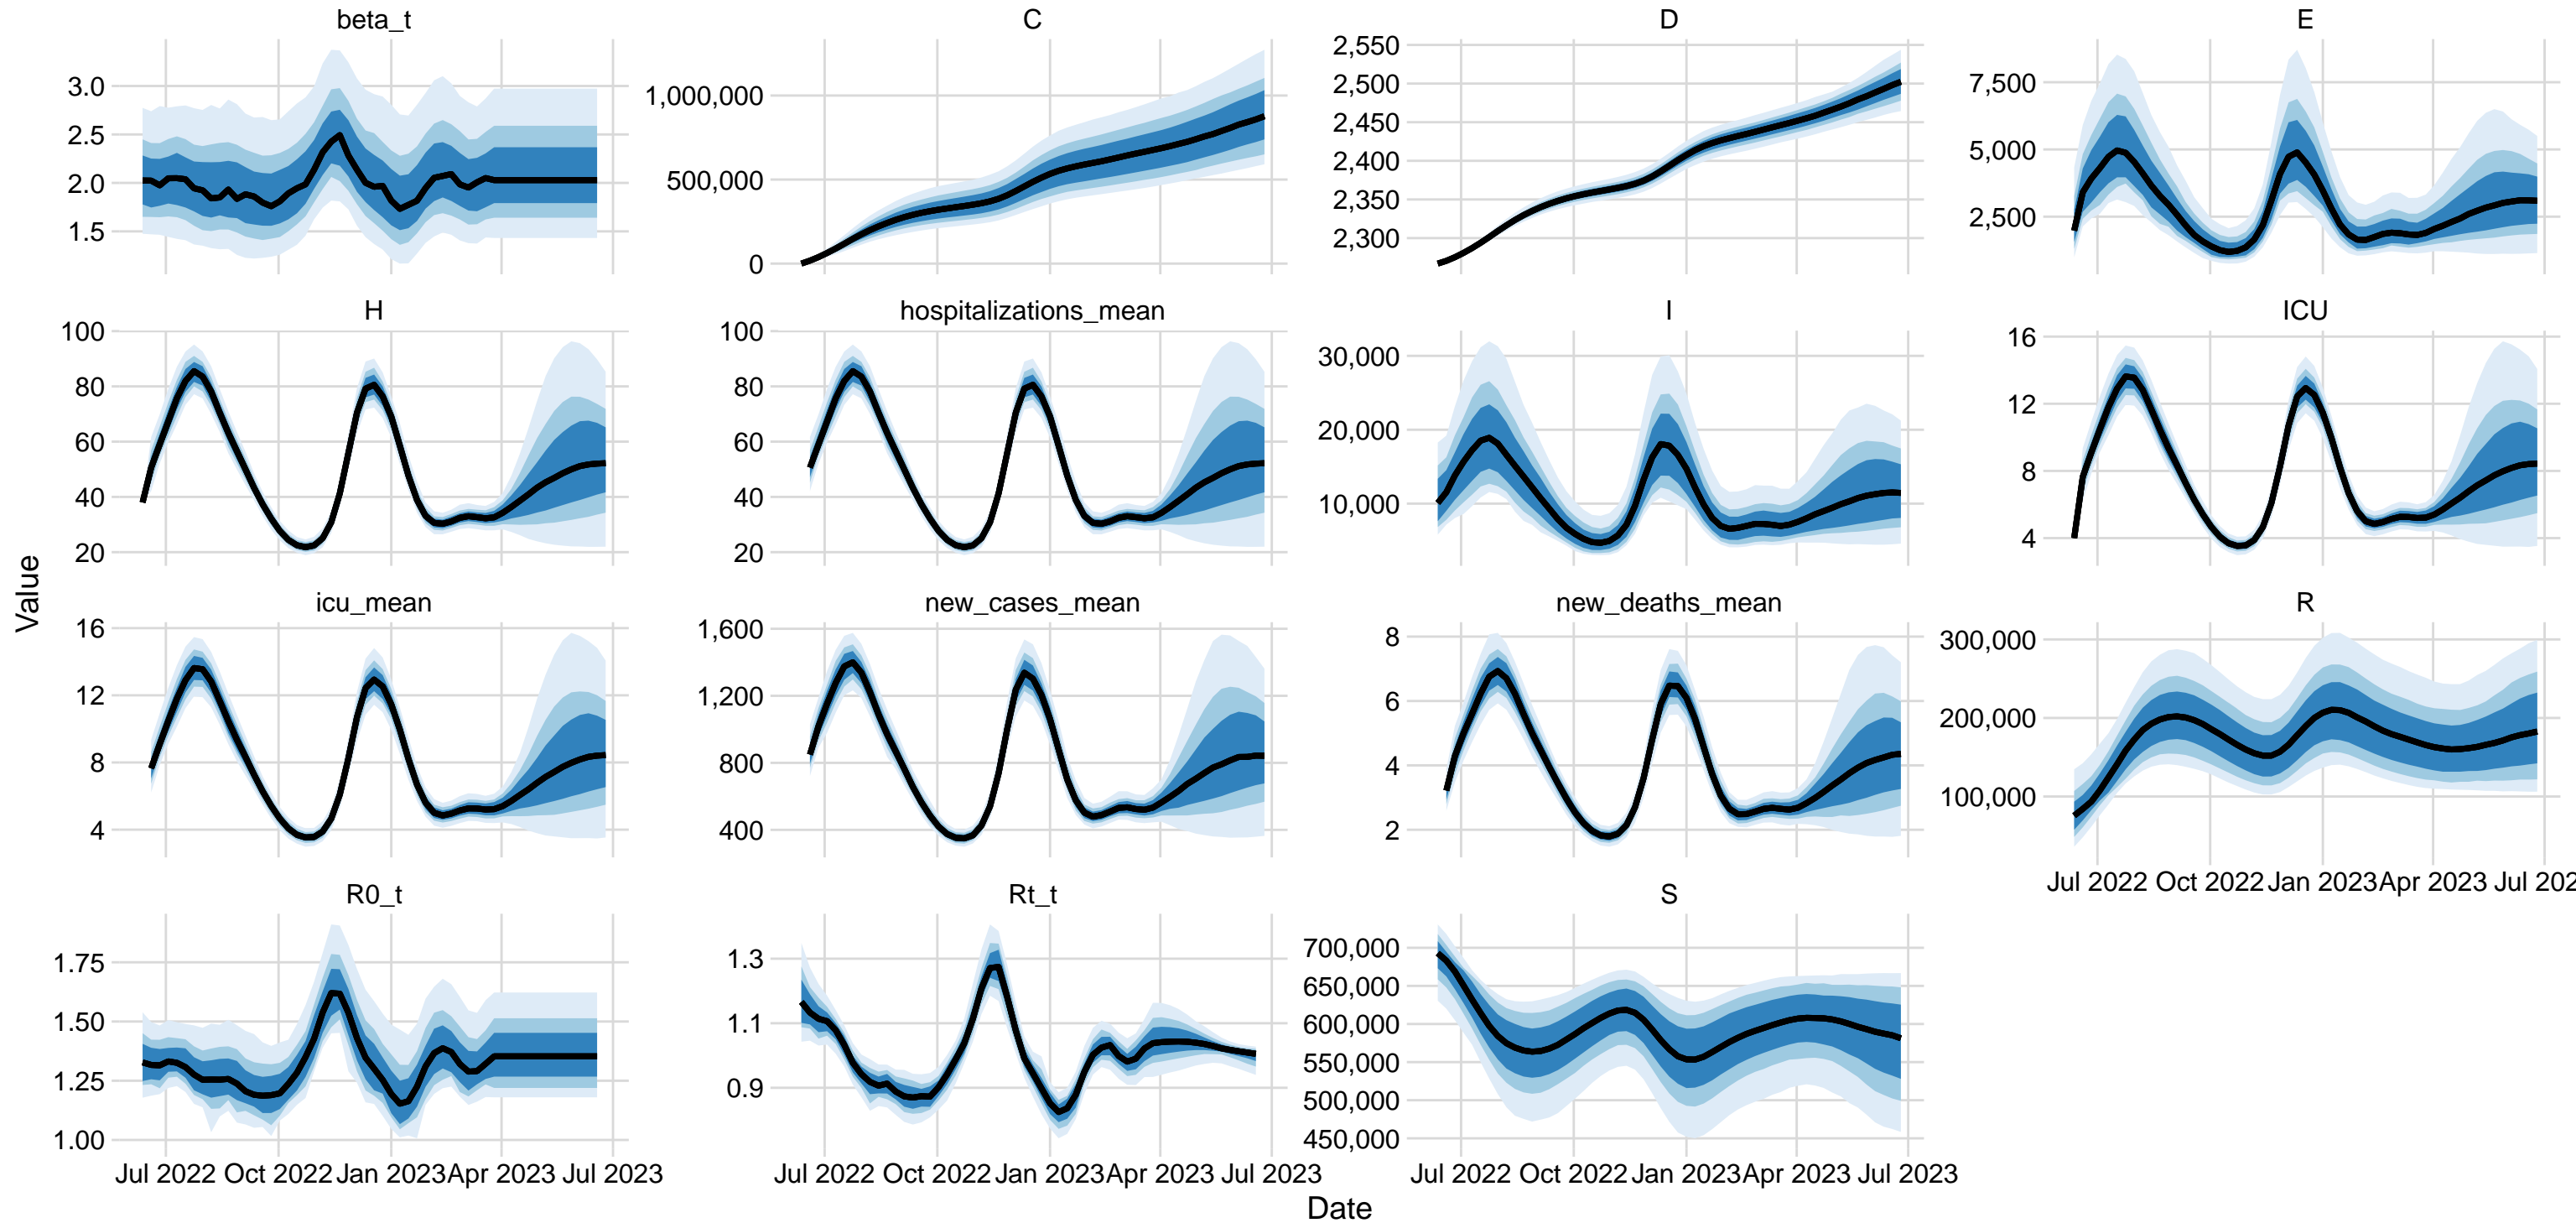 beta_t
C
D
E
3.0
2.5
2.0
1.5
1,000,000
500,000
0
2,550
2,500
2,450
2,400
2,350
2,300
7,500
5,000
2,500
H
hospitalizations_mean
I
ICU
100
80
60
40
20
100
80
60
40
20
30,000
20,000
10,000
16
12
8
4
Value
icu_mean
new_cases_mean
new_deaths_mean
R
16
12
8
4
1,600
1,200
800
400
8
6
4
2
300,000
200,000
100,000
Jul 2022 Oct 2022 Jan 2023 Apr 2023 Jul 202
R0_t
Rt_t
S
1.75
1.50
1.25
1.00
1.3
1.1
0.9
700,000
650,000
600,000
550,000
500,000
450,000
Jul 2022 Oct 2022 Jan 2023 Apr 2023 Jul 2023
Jul 2022 Oct 2022 Jan 2023 Apr 2023 Jul 2023
Jul 2022 Oct 2022 Jan 2023 Apr 2023 Jul 2023
Date